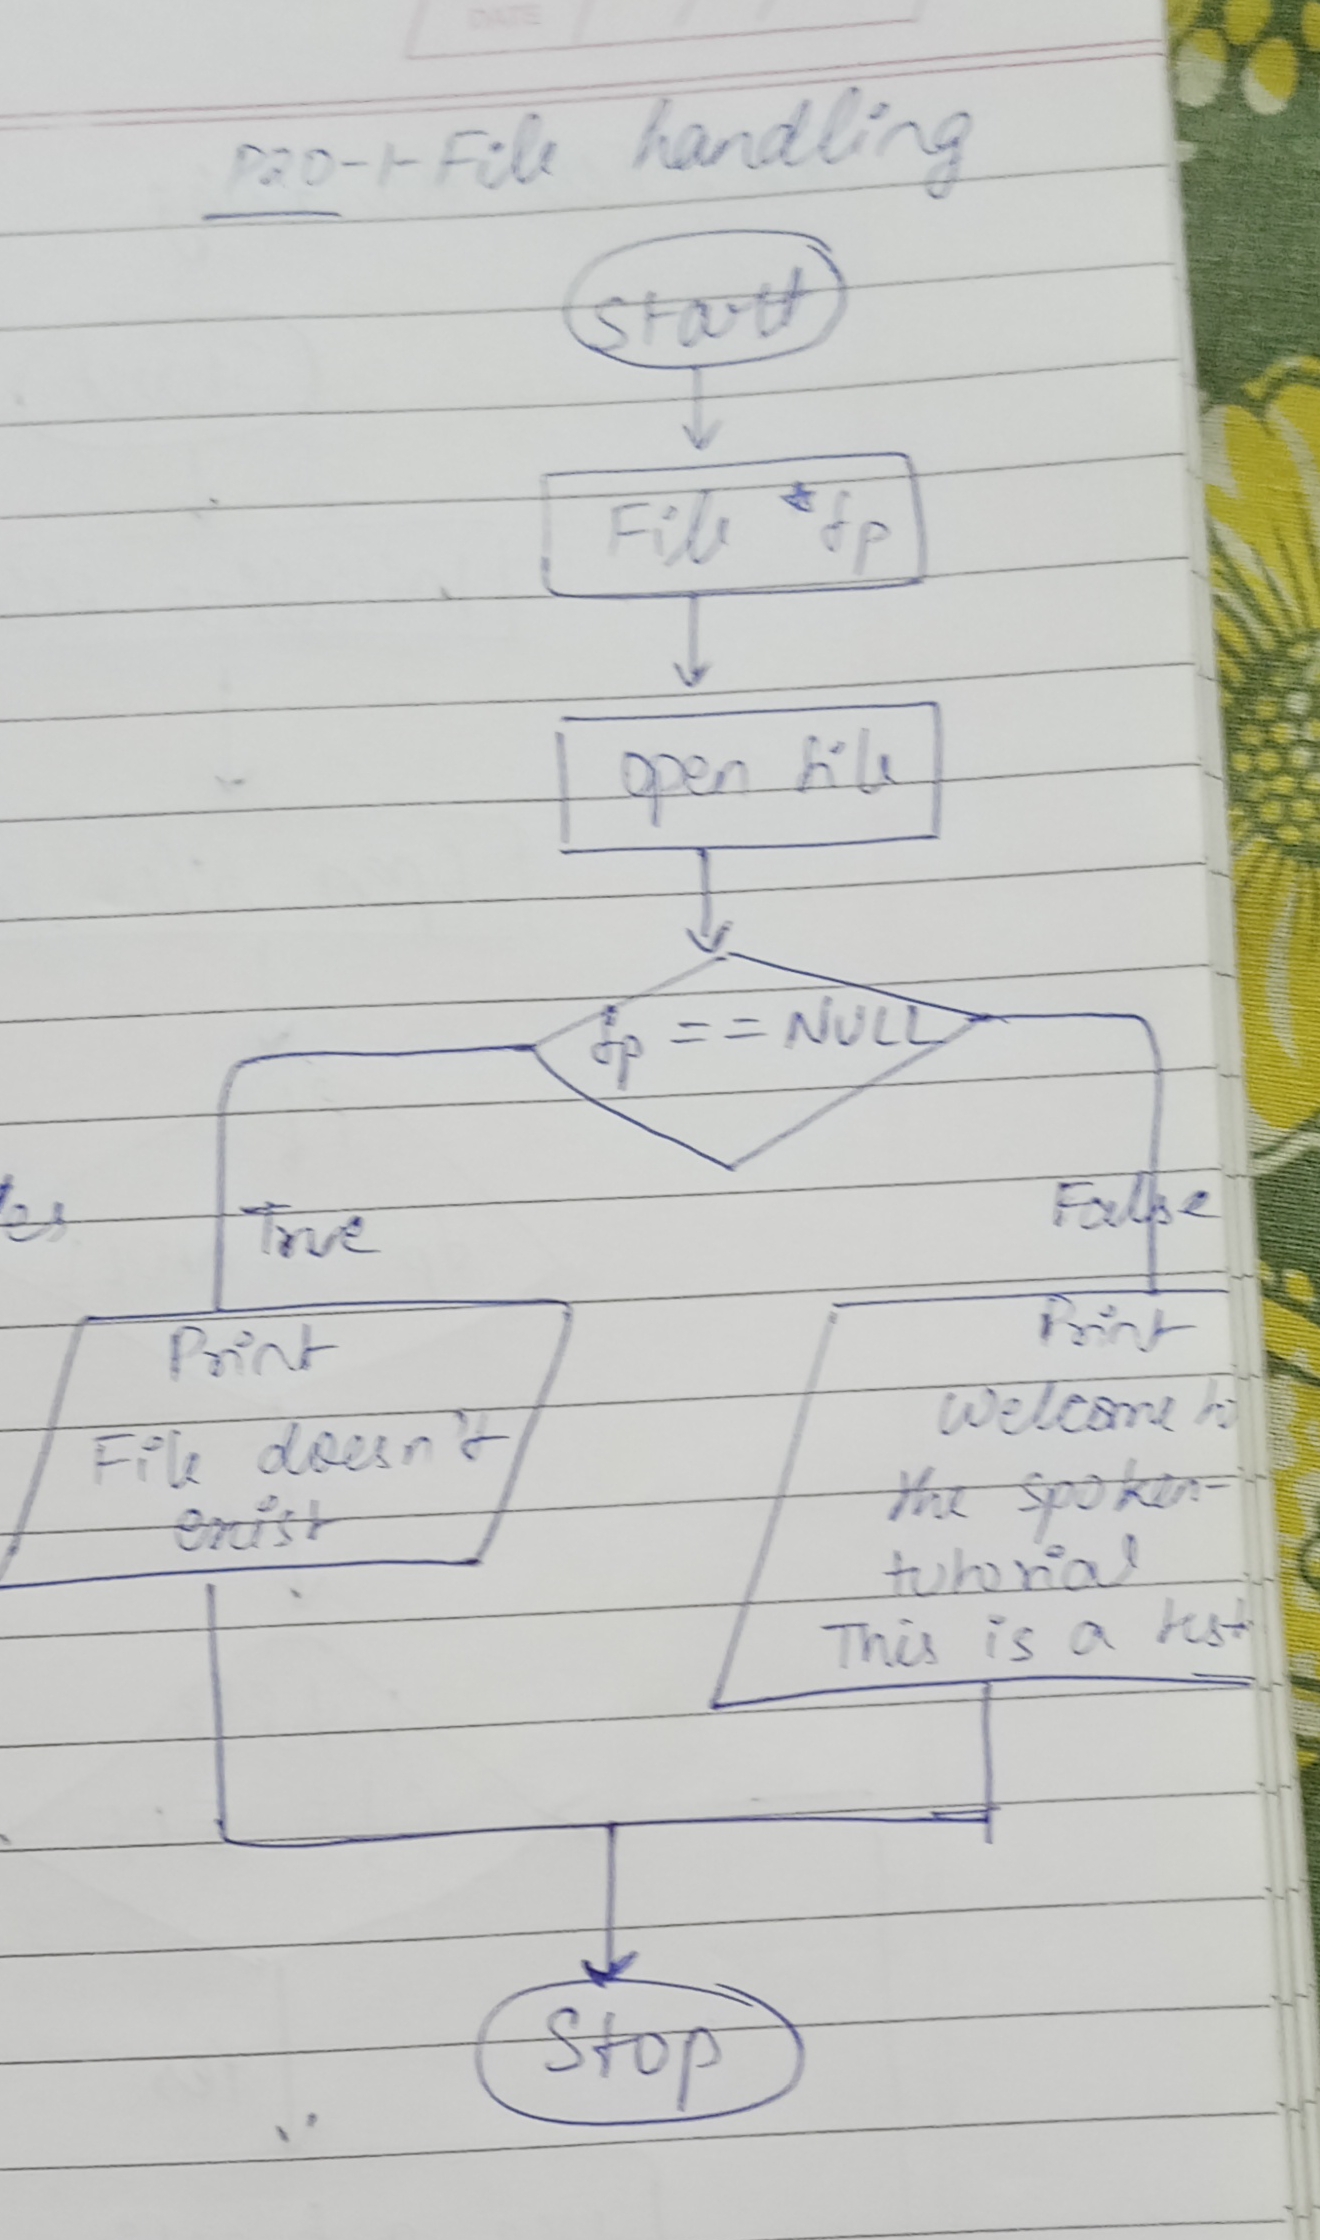 DATE
P20-1-File handling
Start
File *fp
open file
fp == NULL
True
False
Print
File doesn't
exist
Print
Welcome to
the spoken-
tutorial
This is a test
Stop